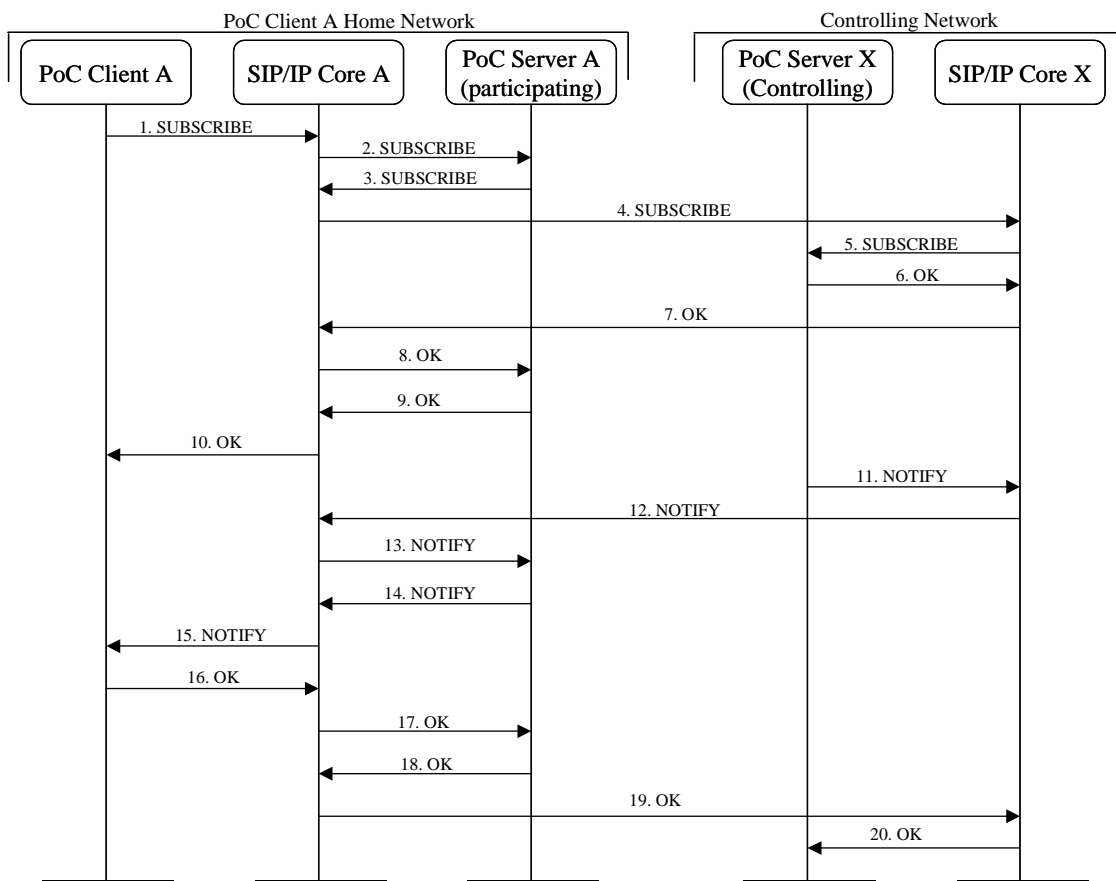 PoC Client A Home Network
Controlling Network
PoC Client A
SIP/IP Core A
PoC Server A
(participating)
PoC Server X
(Controlling)
SIP/IP Core X
1. SUBSCRIBE
2. SUBSCRIBE
3. SUBSCRIBE
4. SUBSCRIBE
5. SUBSCRIBE
6. OK
7. OK
8. OK
9. OK
10. OK
11. NOTIFY
12. NOTIFY
13. NOTIFY
14. NOTIFY
15. NOTIFY
16. OK
17. OK
18. OK
19. OK
20. OK